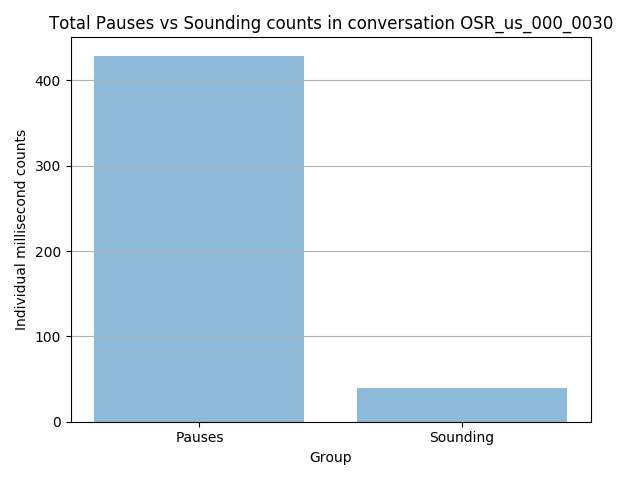 Total Pauses vs Sounding counts in conversation OSR_us_000_0030
400
300
200
100
0
Individual millisecond counts
Pauses
Sounding
Group